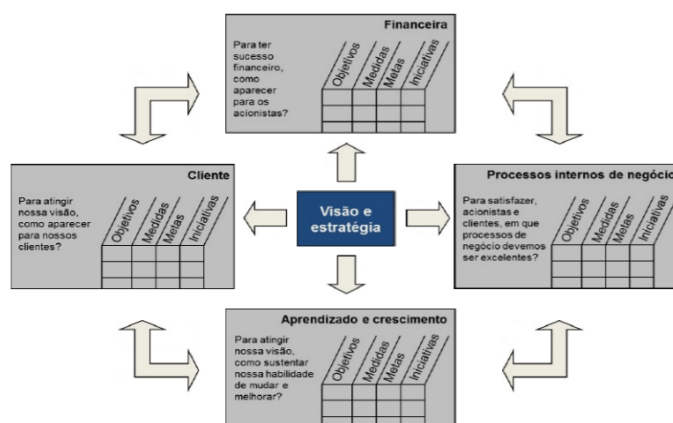 Financeira
Para ter
sucesso
financeiro,
como
aparecer
para os
acionistas?
Objetivos
Medidas
Metas
Iniciativas
Cliente
Para atingir
nossa visão,
como aparecer
para nossos
clientes?
Objetivos
Medidas
Metas
Iniciativas
Visão e
estratégia
Processos internos de negócio
Para satisfazer,
acionistas e
clientes, em que
processos de
negócio devemos
ser excelentes?
Objetivos
Medidas
Metas
Iniciativas
Aprendizado e crescimento
Para atingir
nossa visão,
como sustentar
nossa habilidade
de mudar e
melhorar?
Objetivos
Medidas
Metas
Iniciativas